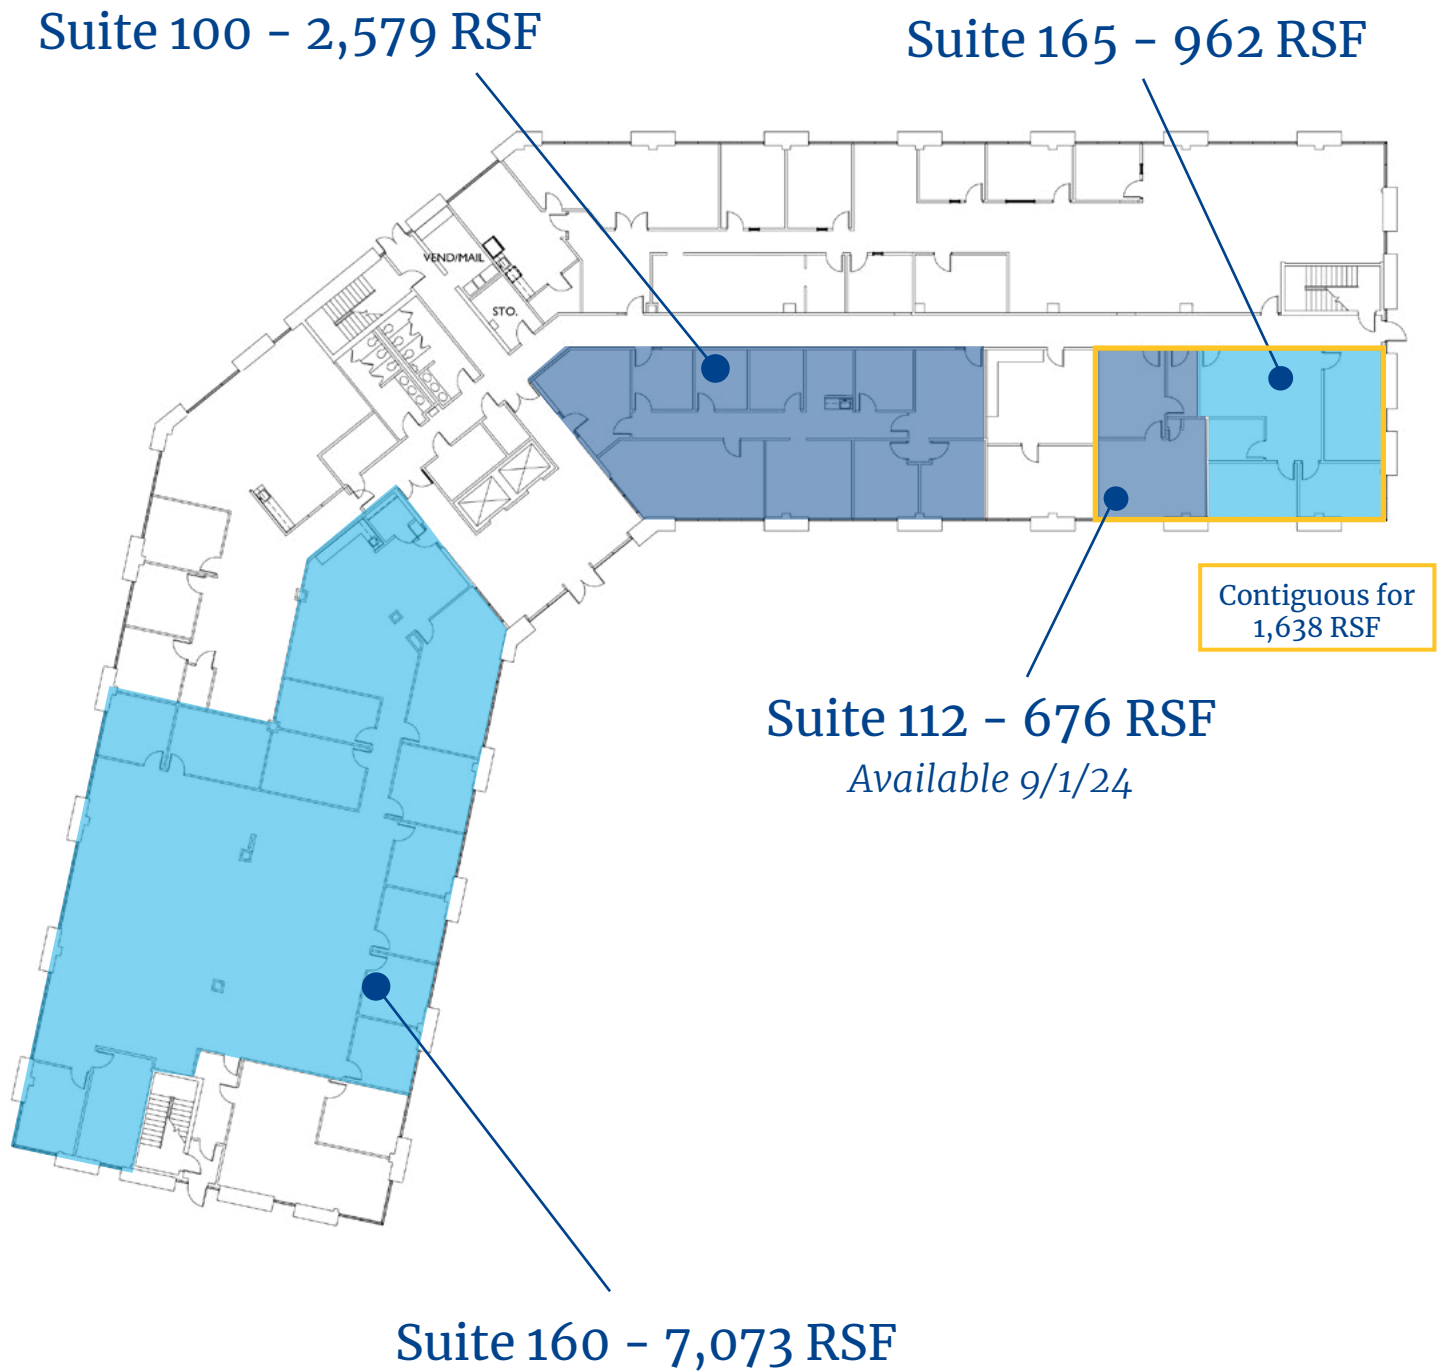 Suite 100 - 2,579 RSF
Suite 165 - 962 RSF
VEND/MAIL
STO.
Contiguous for
1,638 RSF
Suite 112 - 676 RSF
Available 9/1/24
Suite 160 - 7,073 RSF